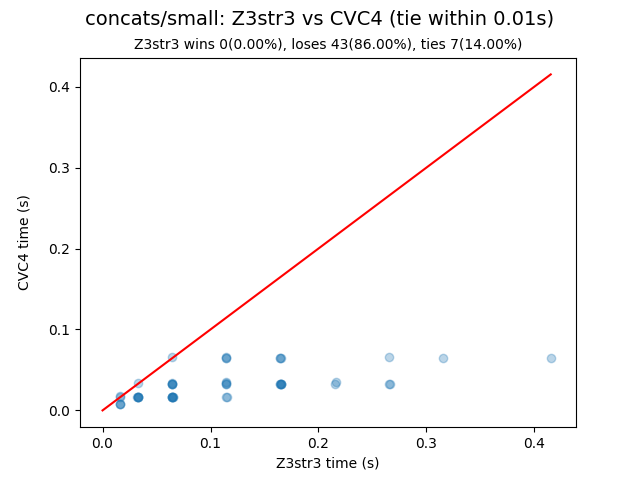 concats/small: Z3str3 vs CVC4 (tie within 0.01s)
Z3str3 wins 0(0.00%), loses 43(86.00%), ties 7(14.00%)
CVC4 time (s)
0.4
0.3
0.2
0.1
0.0
0.0 0.1 0.2 0.3 0.4
Z3str3 time (s)